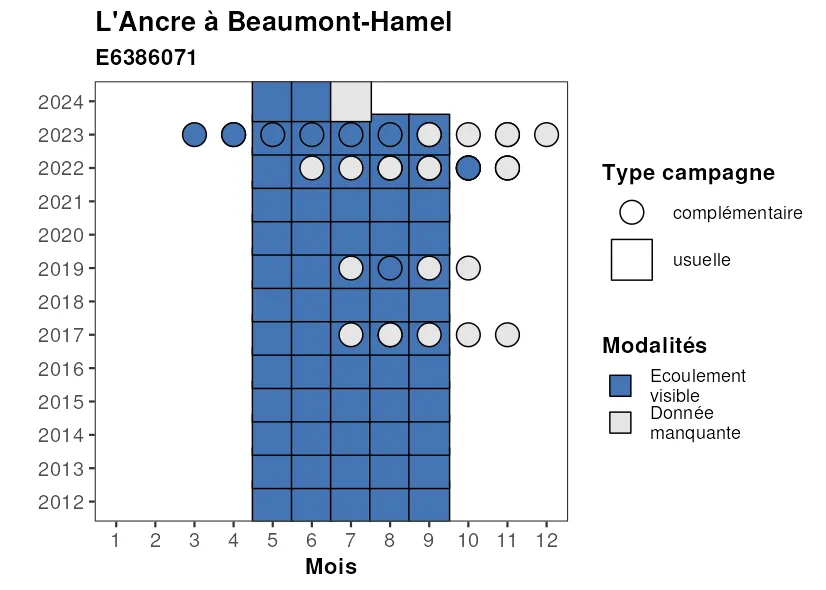 L'Ancre à Beaumont-Hamel
E6386071
2024
2023
2022
2021
2020
2019
2018
2017
2016
2015
2014
2013
2012
1 2 3 4 5 6 7 8 9 10 11 12
Mois
Type campagne
complémentaire
usuelle
Modalités
Ecoulement
visible
Donnée
manquante